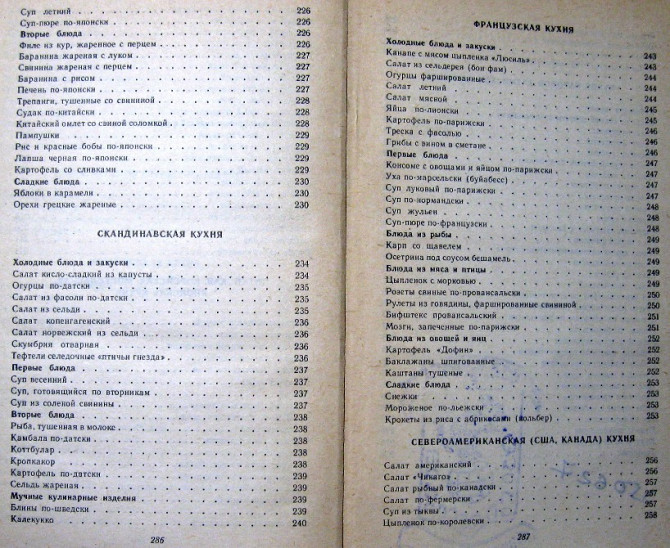 Суп летний 226
Суп-пюре по-японски 226
Вторые блюда 226
Филе из кур, жаренное с перцем 226
Баранина жареная с луком 227
Свинина жареная с перцем 227
Баранина с рисом 227
Печень по-японски 227
Трепанги, тушенные со свининой 228
Судак по-китайски 228
Китайский омлет со свиной соломкой 228
Пампушки 229
Рис и красные бобы по-японски 229
Лапша черная по-японски 229
Картофель со сливками 229
Сладкие блюда 230
Яблоки в карамели 230
Орехи грецкие жареные 230
СКАНДИНАВСКАЯ КУХНЯ
Холодные блюда и закуски 234
Салат кисло-сладкий из капусты 234
Огурцы по-датски 235
Салат из фасоли по-датски 235
Салат из сельди 235
Салат копенгагенский 236
Салат норвежский из сельди 236
Скумбрия отварная 236
Тефтели селедочные «птичьи гнезда» 236
Первые блюда 237
Суп весенний 237
Суп, готовящийся по вторникам 237
Суп из соленой свинины 237
Вторые блюда 238
Рыба, тушенная в молоке 238
Камбала по-датски 238
Коттбулар 238
Кропкакор 238
Картофель по-датски 239
Сельдь жареная 239
Мучные кулинарные изделия 239
Блины по-шведски 239
Калекукко 240
286
ФРАНЦУЗСКАЯ КУХНЯ
Холодные блюда и закуски 243
Канапе с мясом цыпленка «Люсиль» 243
Салат из сельдерея (бон фам) 244
Огурцы фаршированные 244
Салат летний 244
Салат мясной 245
Яйца по-лионски 245
Картофель по-парижски 245
Треска с фасолью 246
Грибы с вином в сметане 246
Первые блюда 247
Консоме с овощами и яйцом по-парижски 247
Уха по-марсельски (буйабесс) 247
Суп луковый по-парижски 248
Суп по-нормандски 248
Суп жульен 248
Суп-пюре по-французски 248
Блюда из рыбы 249
Карп со щавелем 249
Осетрина под соусом бешамель 249
Блюда из мяса и птицы 249
Цыпленок с морковью 249
Розеты свиные по-провансальски 250
Рулеты из говядины, фаршированные свининой 250
Бифштекс провансальский 251
Мозги, запеченные по-парижски 251
Блюда из овощей и яиц 252
Картофель «Дофин» 252
Баклажаны шпигованные 252
Каштаны тушеные 252
Сладкие блюда 253
Снежки 253
Мороженое по-льежски 253
Крокеты из риса с абрикосами (кольбер) 253
СЕВЕРОАМЕРИКАНСКАЯ (США, КАНАДА) КУХНЯ
Салат американский 256
Салат «Чикаго» 256
Салат рыбный по-канадски 257
Салат по-фермерски 257
Суп из тыквы 257
Цыпленок по-королевски 258
287